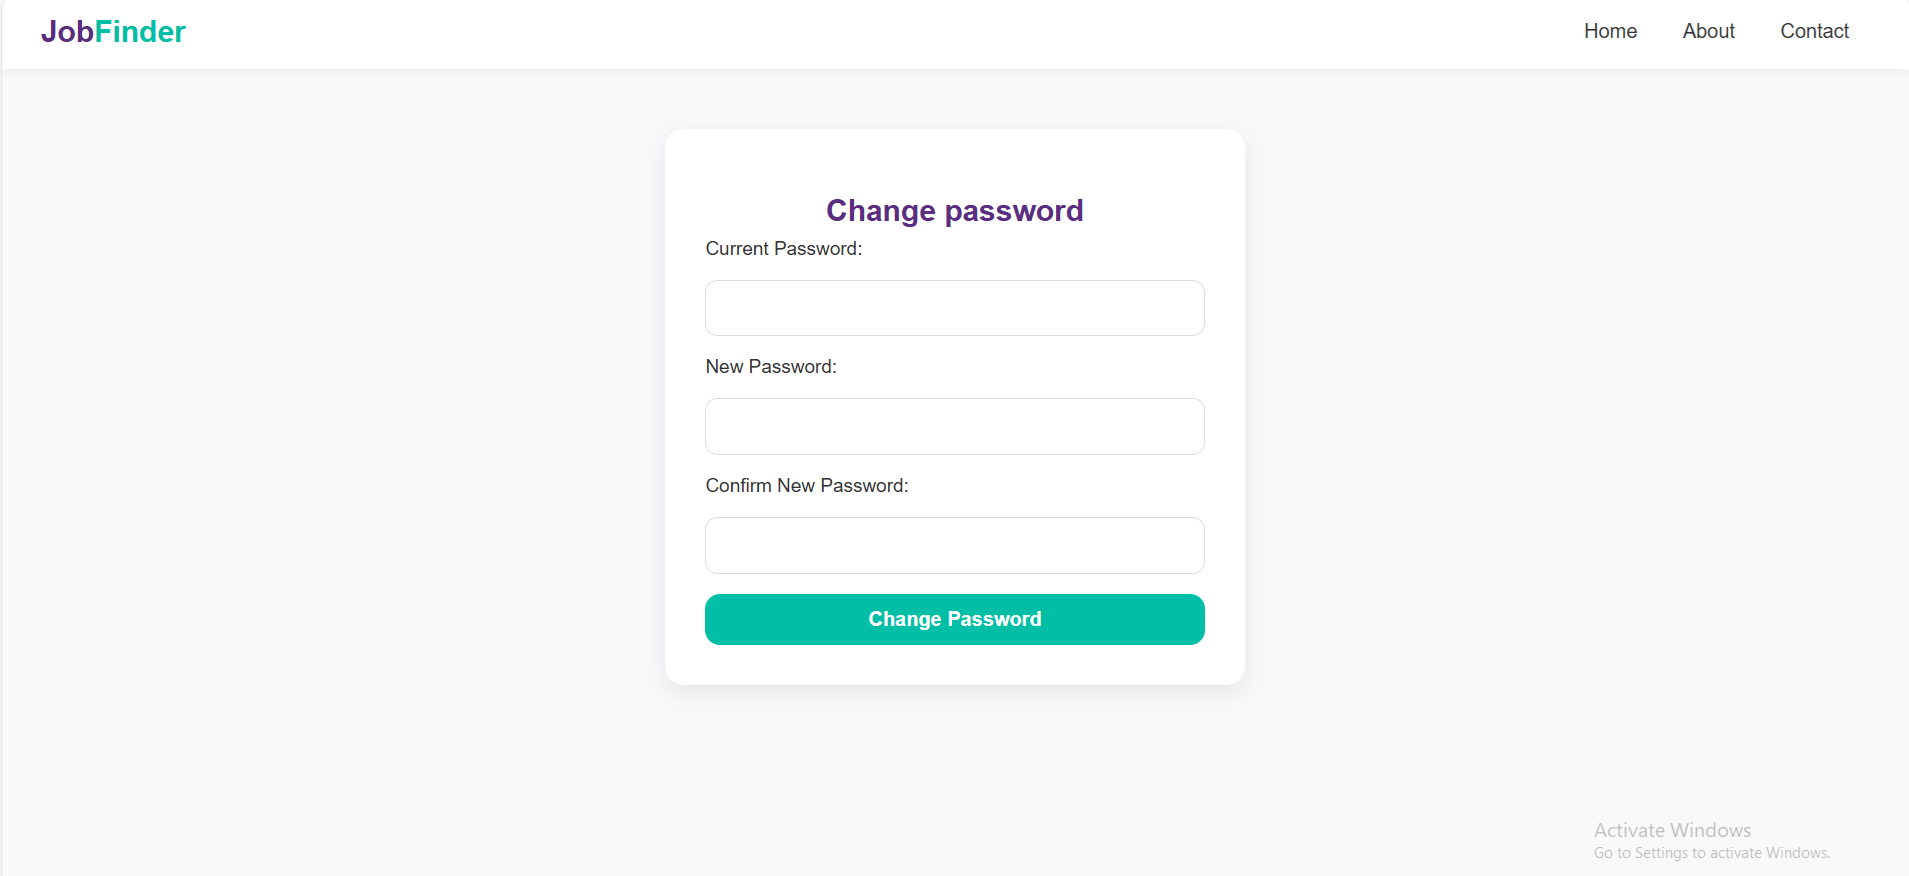 JobFinder
Home About Contact
Change password
Current Password:
New Password:
Confirm New Password:
Change Password
Activate Windows
Go to Settings to activate Windows.